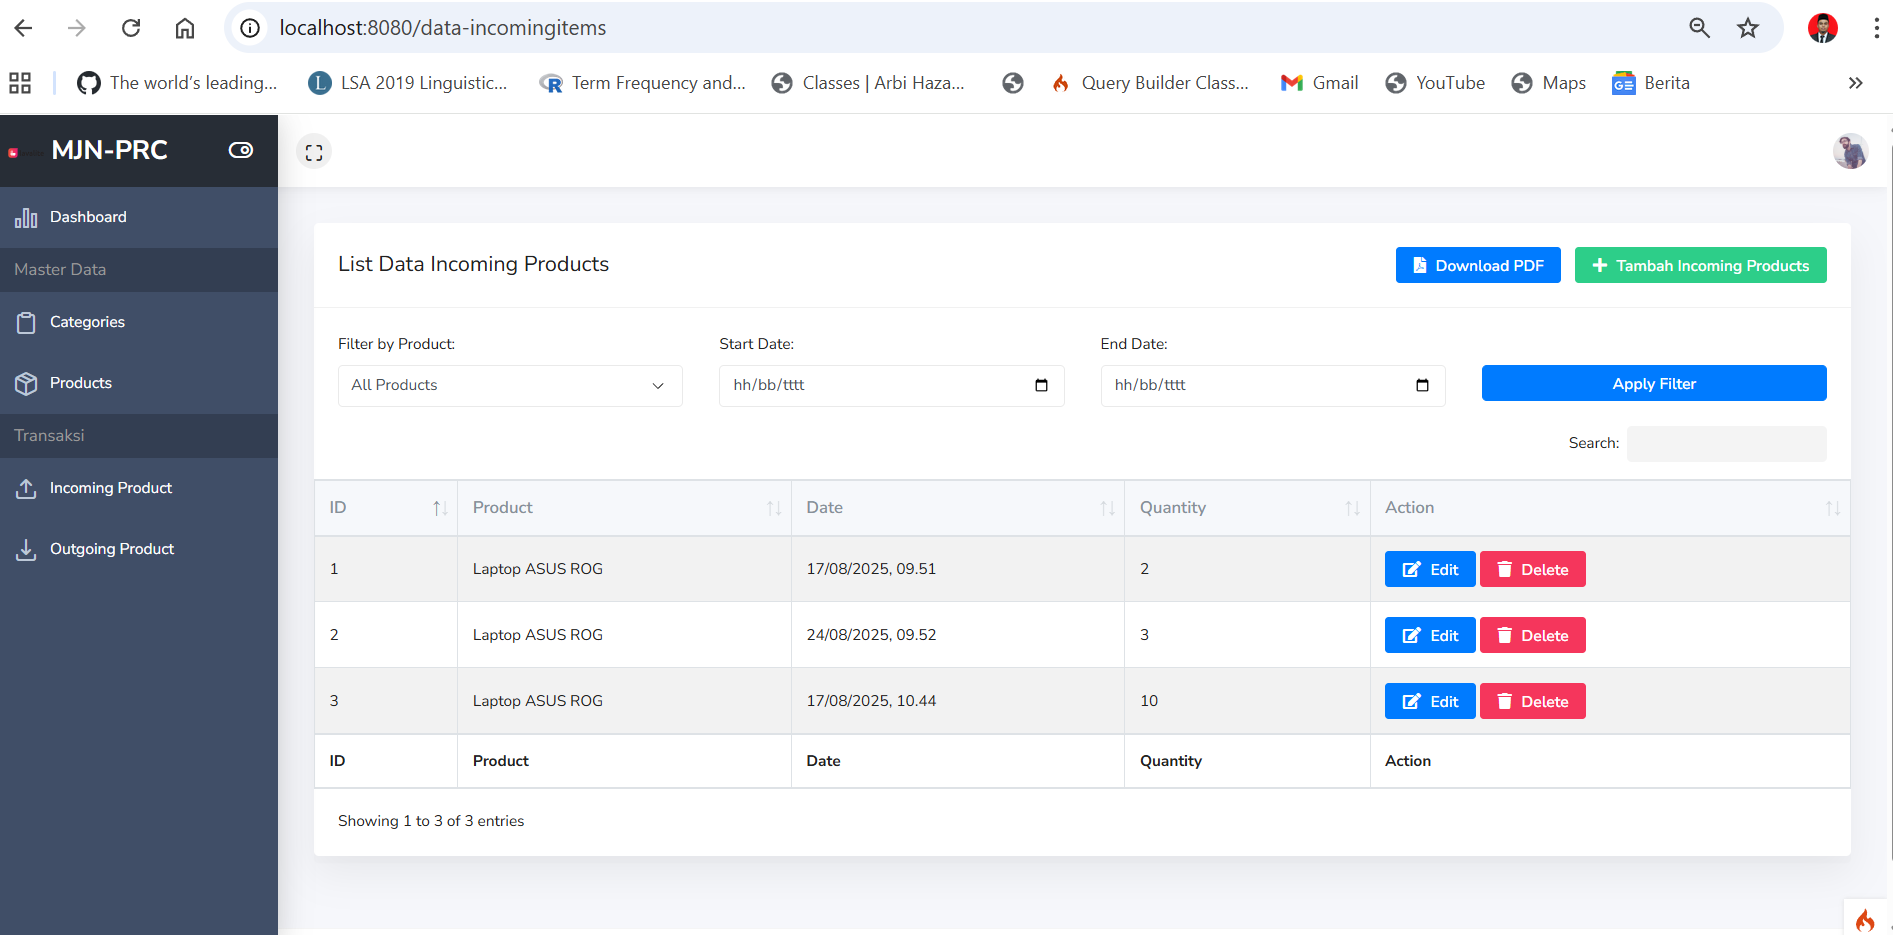 localhost:8080/data-incomingitems
The world's leading...
L LSA 2019 Linguistic...
R Term Frequency and...
Classes | Arbi Haza...
Query Builder Class...
Gmail
YouTube
Maps
Berita
MJN-PRC
Dashboard
Master Data
Categories
Products
Transaksi
Incoming Product
Outgoing Product
List Data Incoming Products
Download PDF
Tambah Incoming Products
Filter by Product:
Start Date:
End Date:
All Products
hh/bb/tttt
hh/bb/tttt
Apply Filter
Search:
ID Product Date Quantity Action
1 Laptop ASUS ROG 17/08/2025, 09.51 2 Edit Delete
2 Laptop ASUS ROG 24/08/2025, 09.52 3 Edit Delete
3 Laptop ASUS ROG 17/08/2025, 10.44 10 Edit Delete
ID Product Date Quantity Action
Showing 1 to 3 of 3 entries